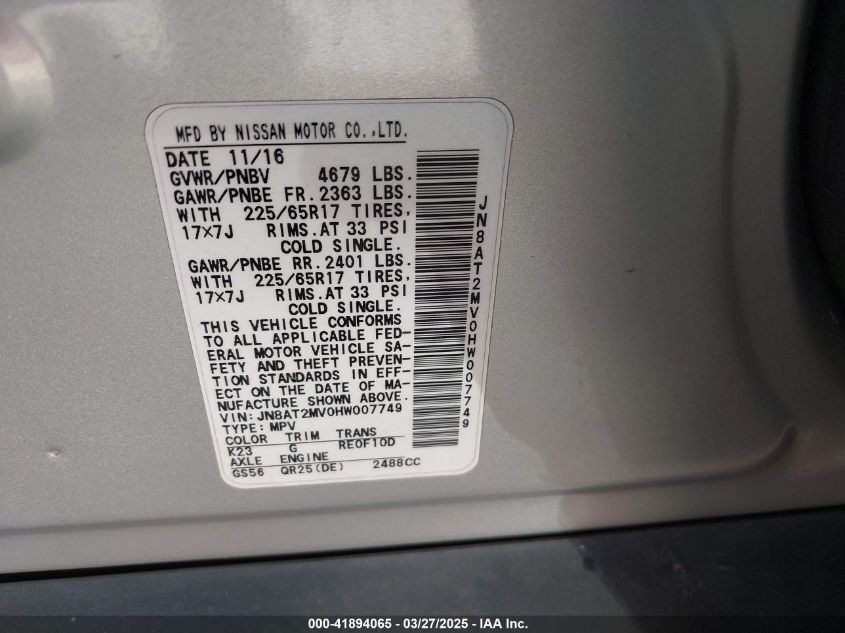 MFD BY NISSAN MOTOR CO.,LTD.
DATE 11/16
GVWR/PNBV 4679 LBS.
GAWR/PNBE FR.2363 LBS.
WITH 225/65R17 TIRES,
17×7J RIMS.AT 33 PSI
COLD SINGLE.
GAWR/PNBE RR.2401 LBS.
WITH 225/65R17 TIRES,
17×7J RIMS.AT 33 PSI
COLD SINGLE.
THIS VEHICLE CONFORMS
TO ALL APPLICABLE FED-
ERAL MOTOR VEHICLE SA-
FETY AND THEFT PREVEN-
TION STANDARDS IN EFF-
ECT ON THE DATE OF MA-
NUFACTURE SHOWN ABOVE.
VIN:JN8AT2MV0HW007749
TYPE:MPV
COLOR TRIM TRANS
K23 G RE0F10D
AXLE ENGINE
GS56 QR25(DE) 2488CC
JN8AT2MV0HW007749
000-41894065 - 03/27/2025 - IAA Inc.